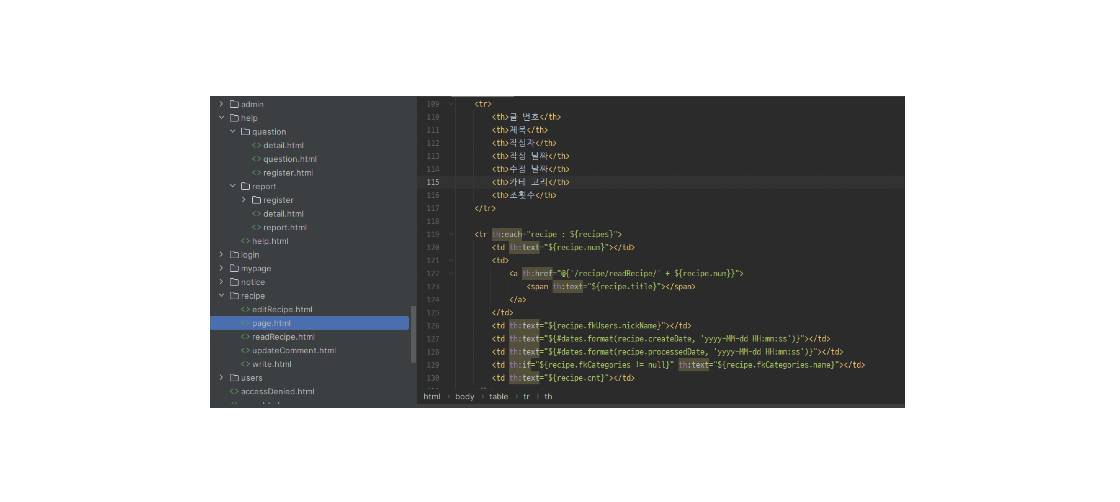 admin
help
question
detail.html
question.html
register.html
report
register
detail.html
report.html
help.html
login
mypage
notice
recipe
editRecipe.html
page.html
readRecipe.html
updateComment.html
write.html
users
accessDenied.html
109 <tr>
110 <th>글 번호</th>
111 <th>제목</th>
112 <th>작성자</th>
113 <th>작성 날짜</th>
114 <th>수정 날짜</th>
115 <th>카테 고리</th>
116 <th>조회수</th>
117 </tr>
118
119 <tr th:each="recipe : ${recipes}">
120 <td th:text="${recipe.num}"></td>
121 <td>
122 <a th:href="@{'/recipe/readRecipe/' + ${recipe.num}}">
123 <span th:text="${recipe.title}"></span>
124 </a>
125 </td>
126 <td th:text="${recipe.fkUsers.nickName}"></td>
127 <td th:text="${#dates.format(recipe.createDate, 'yyyy-MM-dd HH:mm:ss')}"></td>
128 <td th:text="${#dates.format(recipe.processedDate, 'yyyy-MM-dd HH:mm:ss')}"></td>
129 <td th:if="${recipe.fkCategories != null}" th:text="${recipe.fkCategories.name}"></td>
130 <td th:text="${recipe.cnt}"></td>
html > body > table > tr > th